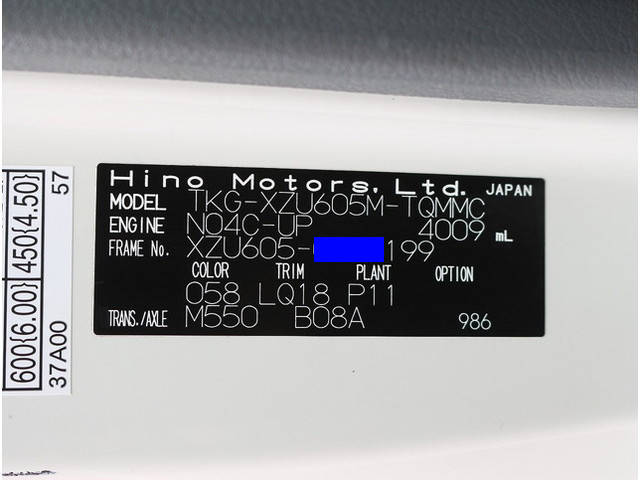 Hino Motors, Ltd. JAPAN
MODEL TKG-XZU605M-TQMMC
ENGINE N04C-UP 4009 mL
FRAME No. XZU605- 199
COLOR TRIM PLANT OPTION
058 LQ18 P11
TRANS./AXLE M550 B08A 986
600{6.00} 450{4.50}
37A00 57